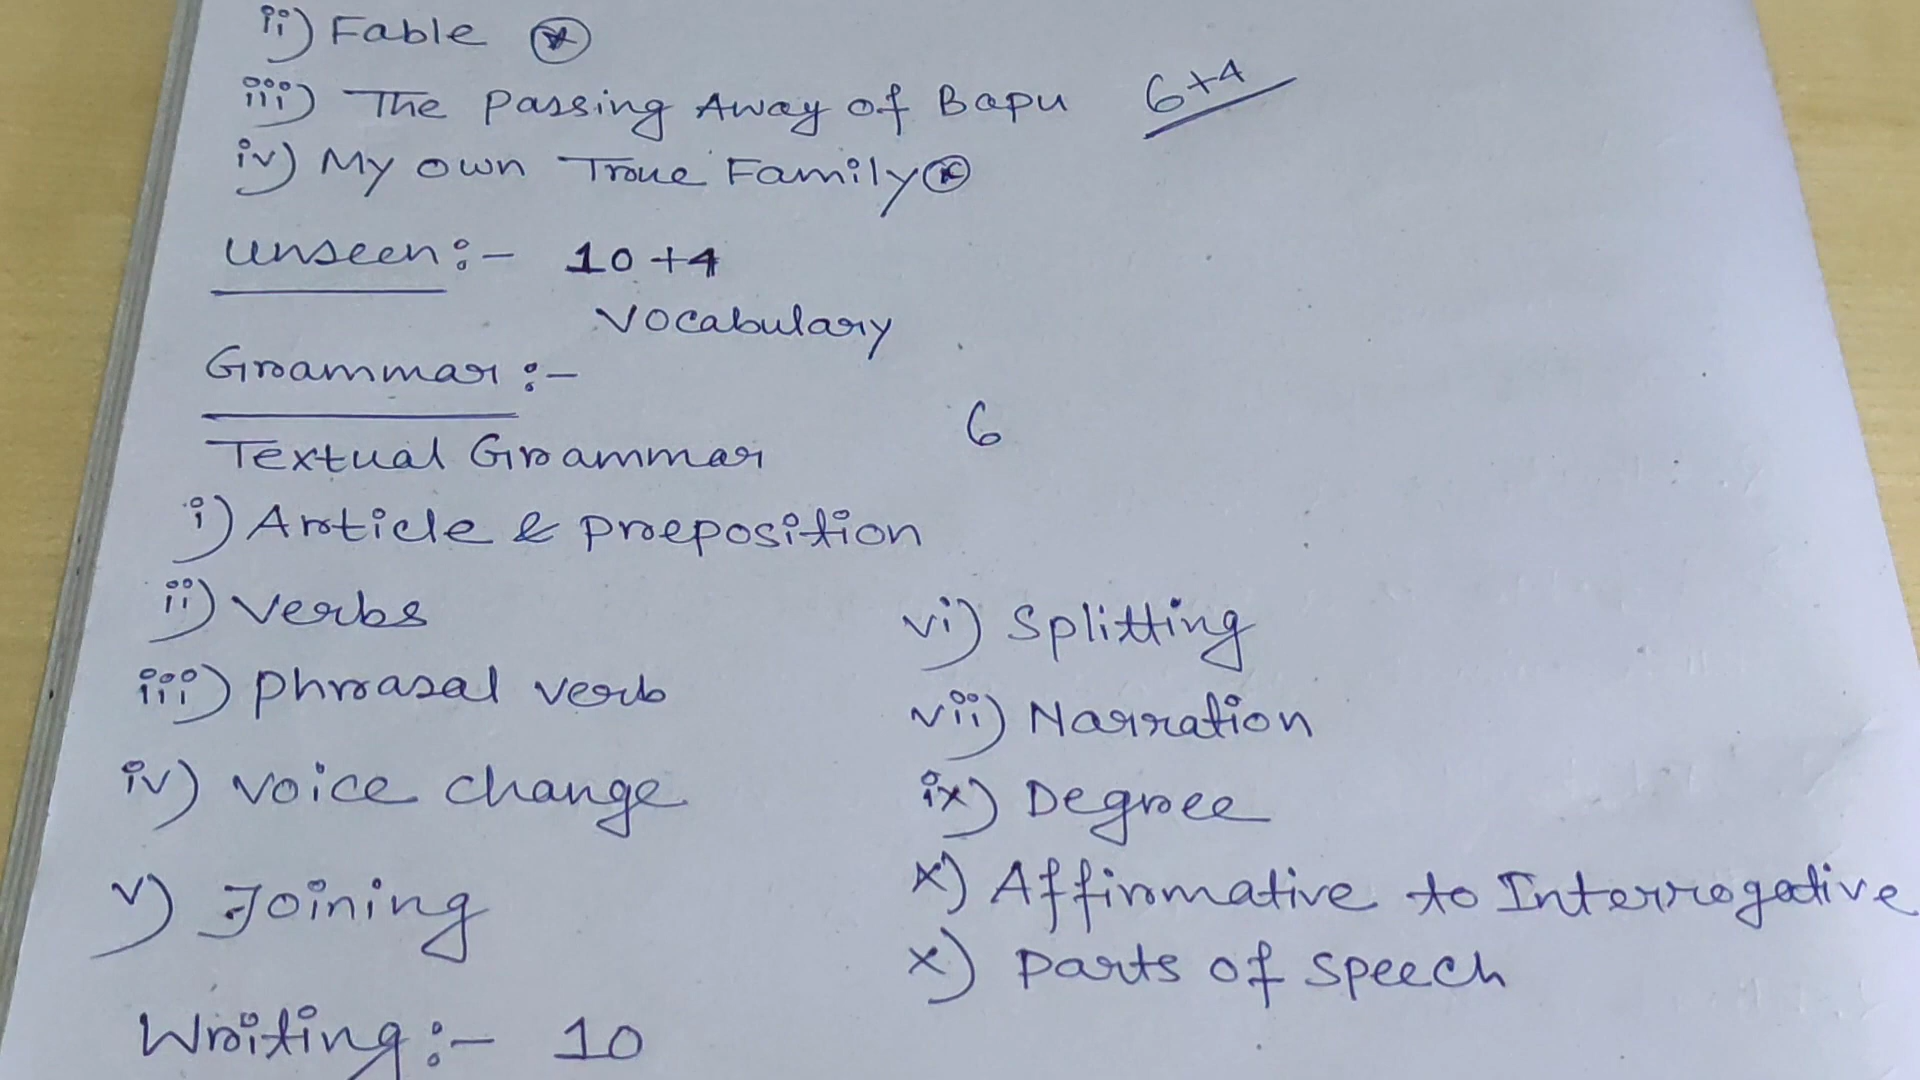 ii) Fable
iii) The Passing Away of Bapu 6+4
iv) My own True Family
Unseen :- 10+4
Vocabulary
Grammar :-
6
Textual Grammar
i) Article & Preposition
ii) Verbs
iii) Phrasal verb
iv) Voice change
v) Joining
vi) Splitting
vii) Narration
ix) Degree
x) Affirmative to Interrogative
x) Parts of Speech
Writing :- 10